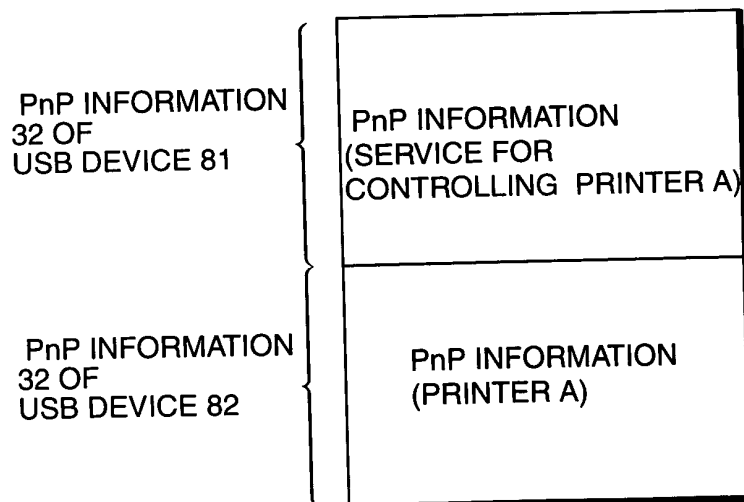 PnP INFORMATION
32 OF
USB DEVICE 81
PnP INFORMATION
(SERVICE FOR
CONTROLLING PRINTER A)
PnP INFORMATION
32 OF
USB DEVICE 82
PnP INFORMATION
(PRINTER A)